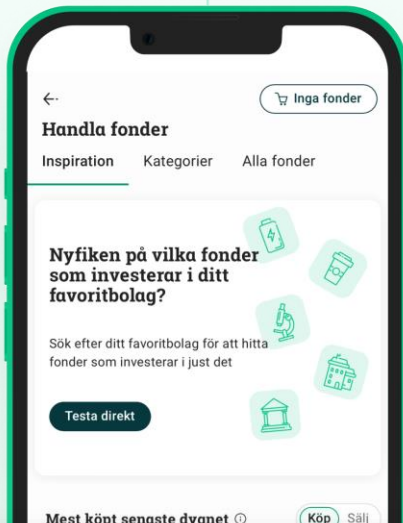 Inga fonder
Handla fonder
Inspiration Kategorier Alla fonder
Nyfiken på vilka fonder
som investerar i ditt
favoritbolag?
Sök efter ditt favoritbolag för att hitta
fonder som investerar i just det
Testa direkt
Mest köpt sengaste dygnet Köp Sälj